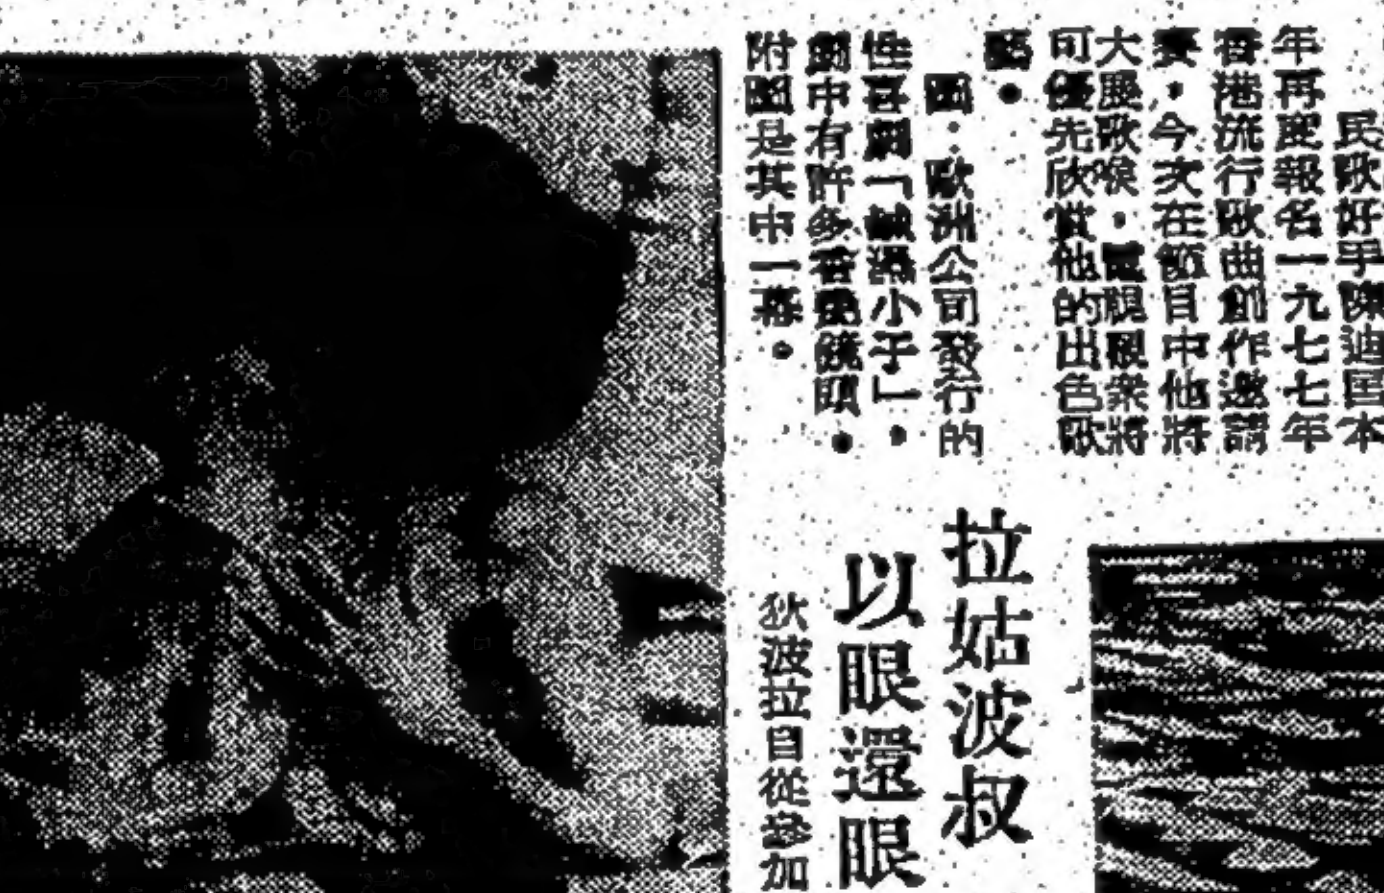 民歌好手陳迪匡本
年再度報名一九七七年
香港流行歌曲創作邀請
賽,今次在節目中他將
大展歌喉,電視觀衆將
可優先欣賞他的出色歌
藝。
圖:歐洲公司發行的
性喜劇「鹹濕小子」,
劇中有許多香艷鏡頭。
附圖是其中一幕。
拉姑波叔
以眼還眼
狄波拉自從參加